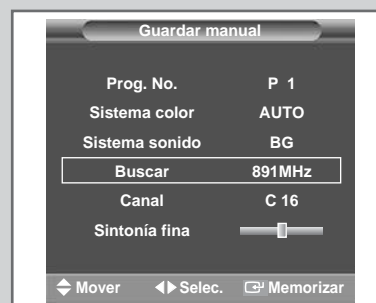 Guardar manual
Prog. No. P 1
Sistema color AUTO
Sistema sonido BG
Buscar 891MHz
Canal C 16
Sintonía fina
Mover Selec. Memorizar